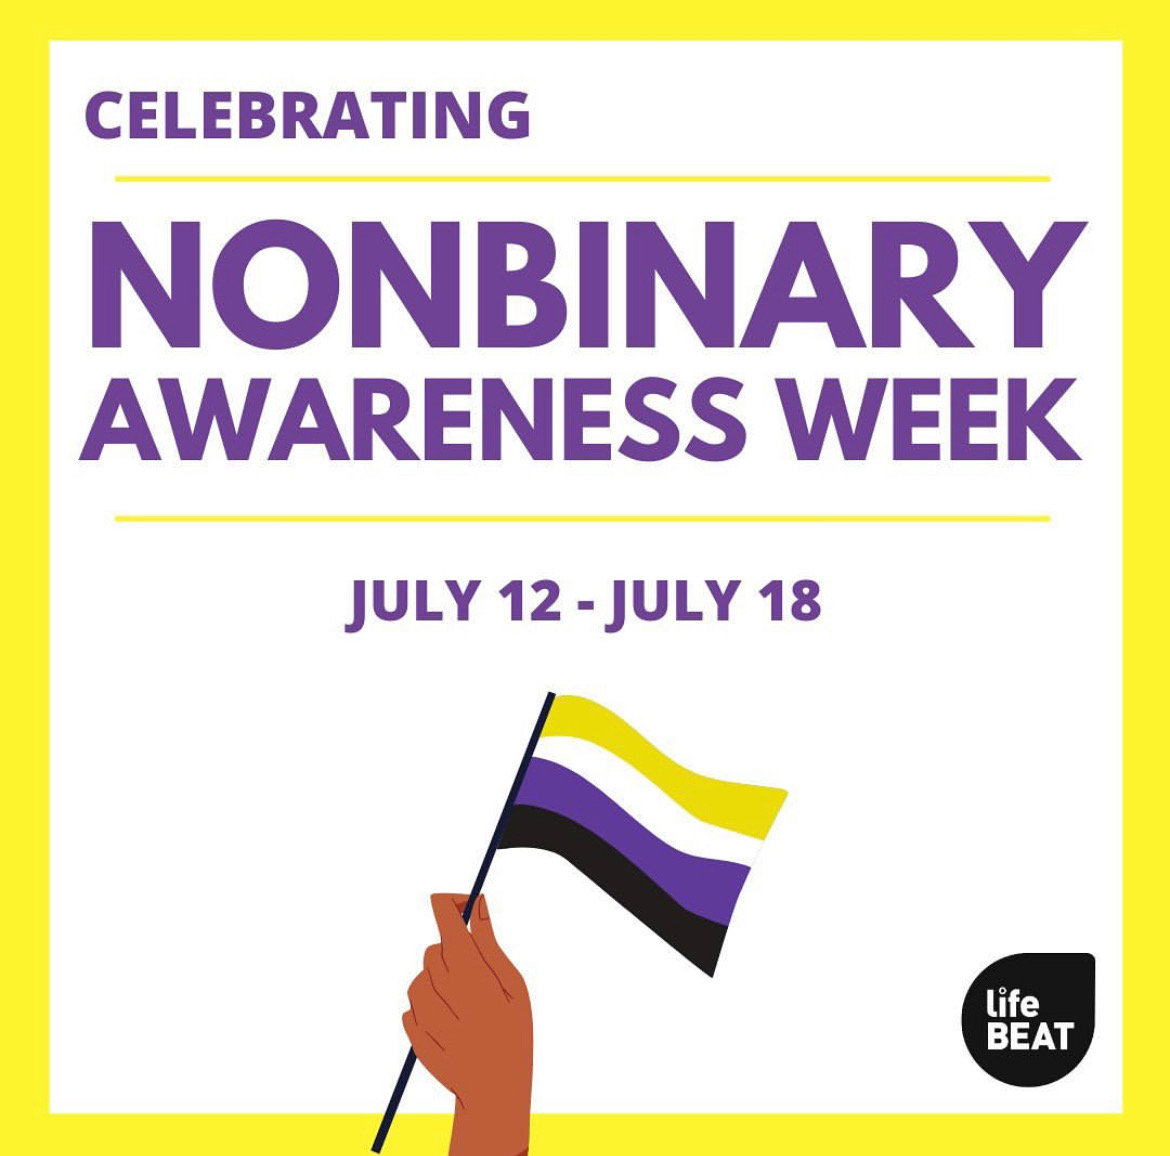 CELEBRATING
NONBINARY
AWARENESS WEEK
JULY 12 - JULY 18
life
BEAT